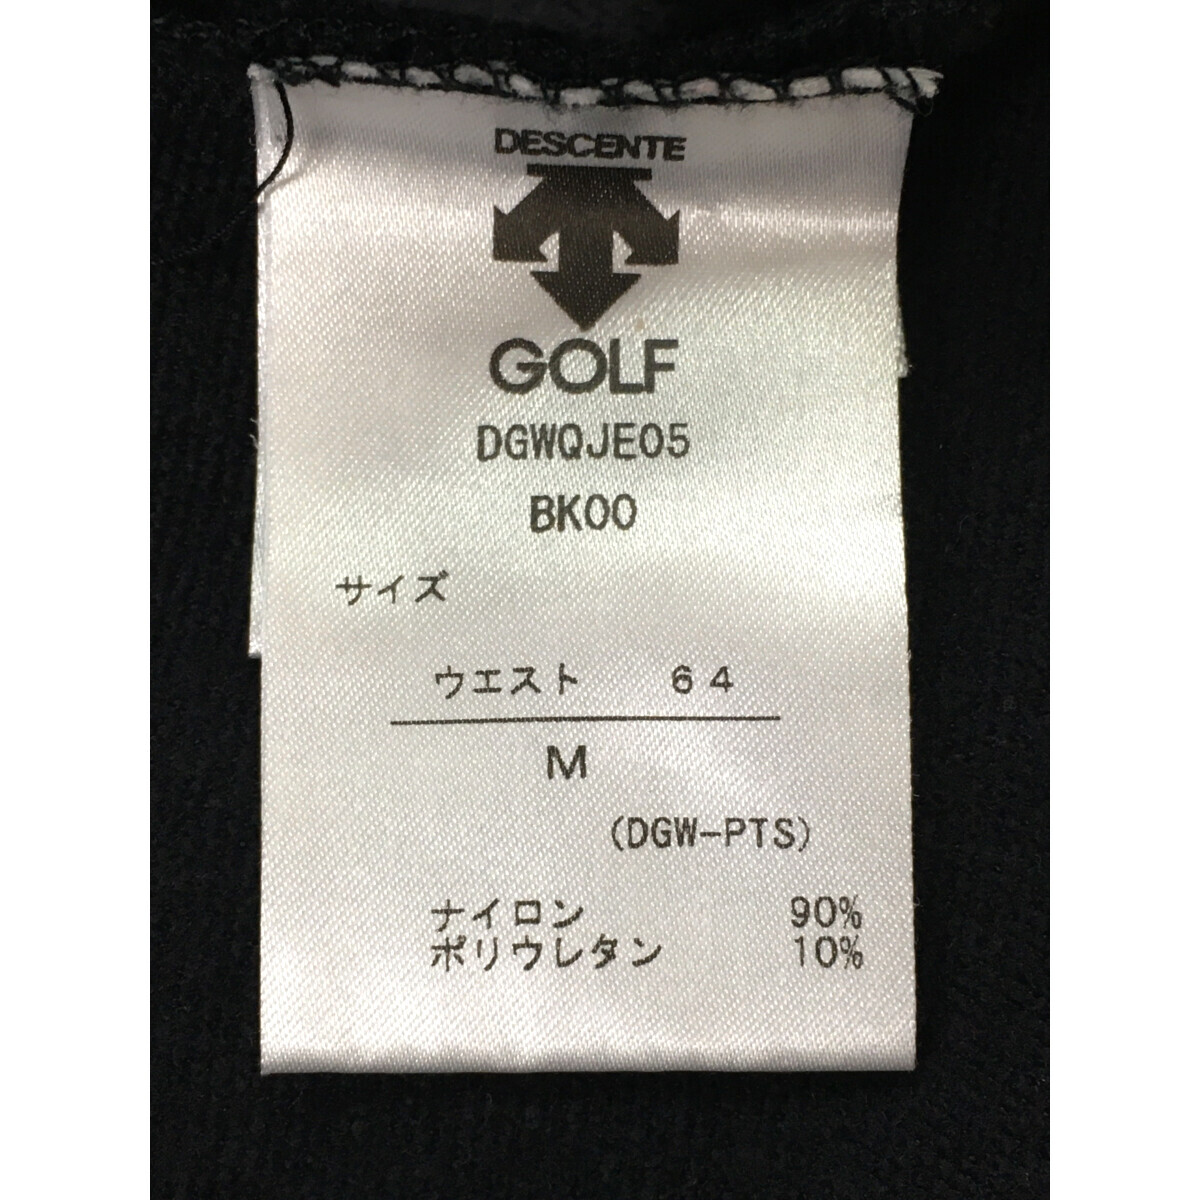 DESCENTE
GOLF
DGWQJE05
BK00
サイズ
ウエスト 64
M
(DGW-PTS)
ナイロン 90%
ポリウレタン 10%